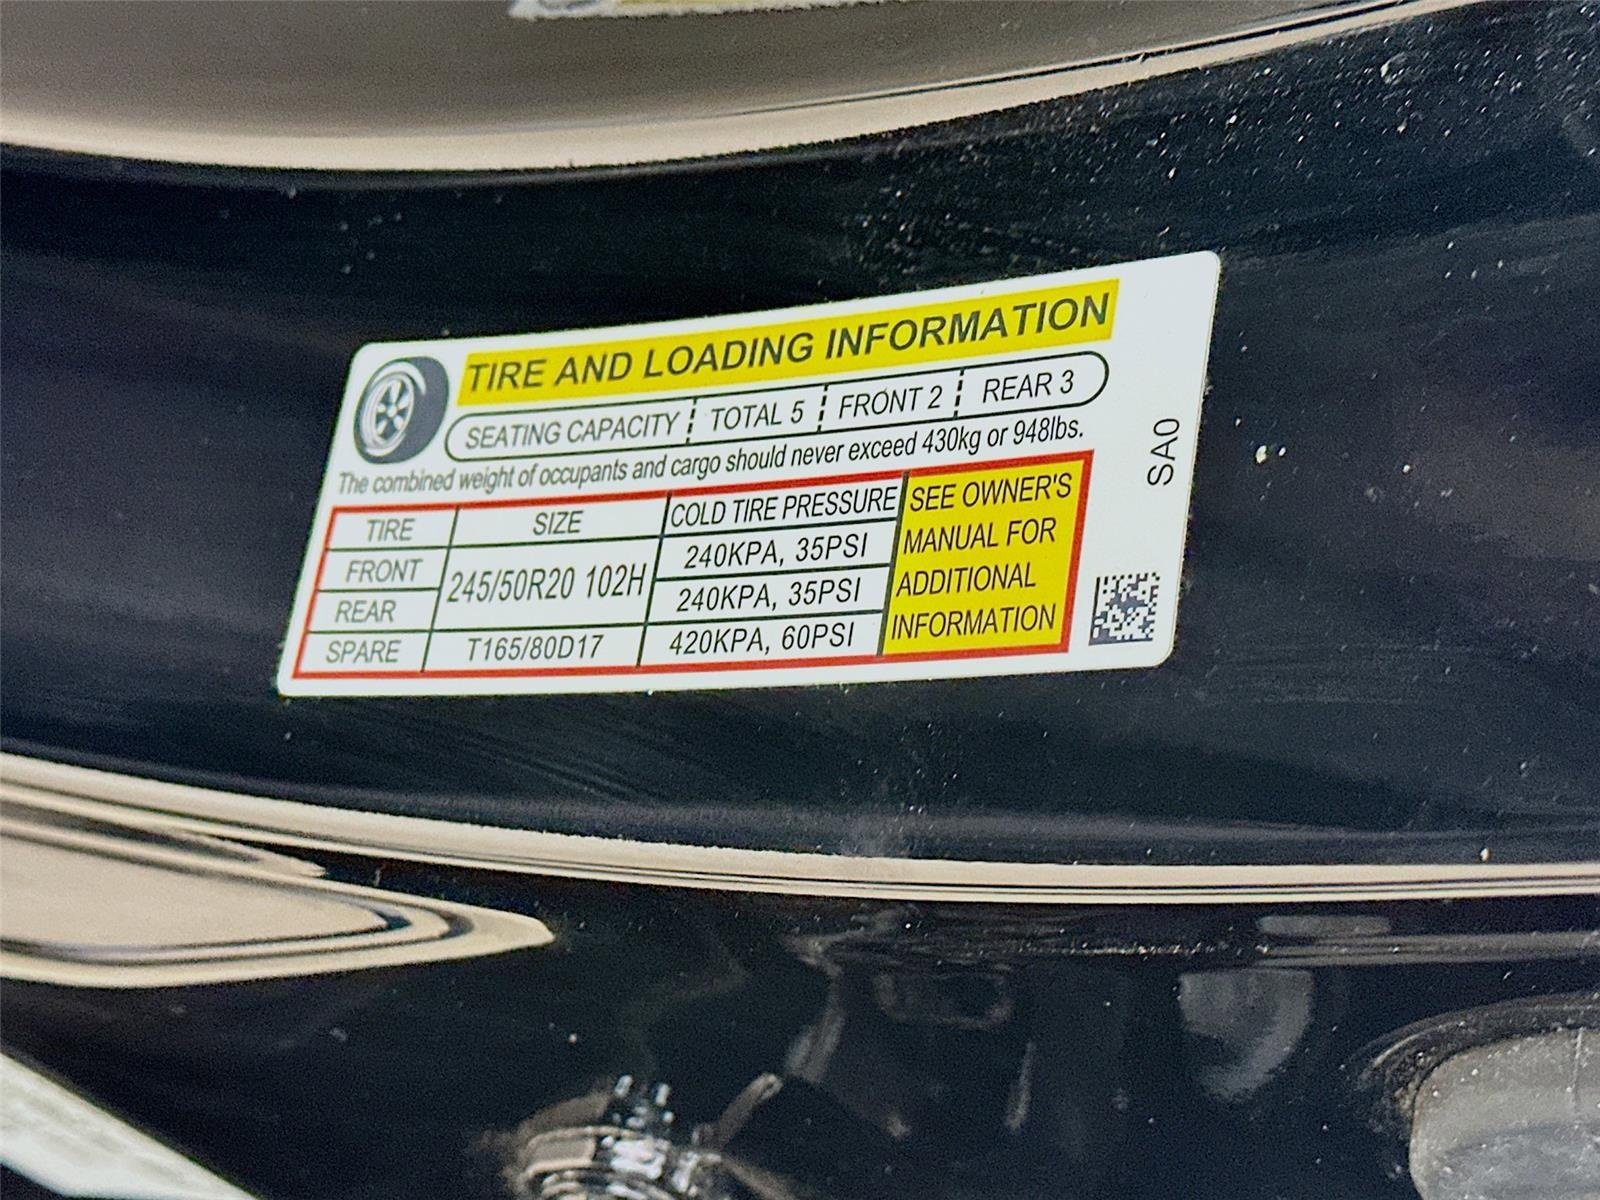 TIRE AND LOADING INFORMATION
SEATING CAPACITY TOTAL 5 FRONT 2 REAR 3
The combined weight of occupants and cargo should never exceed 430kg or 948lbs.
TIRE SIZE COLD TIRE PRESSURE
FRONT 245/50R20 102H 240KPA, 35PSI
REAR 240KPA, 35PSI
SPARE T165/80D17 420KPA, 60PSI
SEE OWNER'S
MANUAL FOR
ADDITIONAL
INFORMATION
SA0